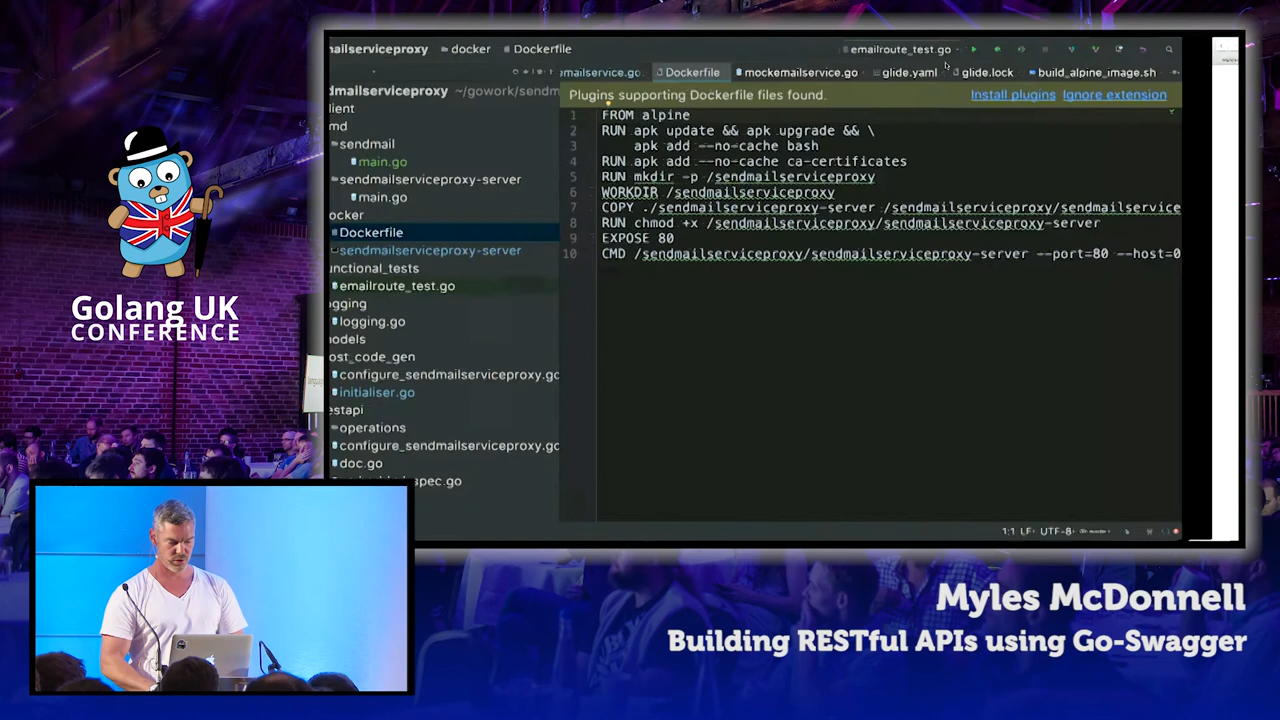 mailserviceproxy docker Dockerfile emailroute_test.go
emailservice.go Dockerfile mockemailservice.go glide.yaml glide.lock build_alpine_image.sh
dmailserviceproxy ~/gowork/sendm
Plugins supporting Dockerfile files found. Install plugins Ignore extension
lient
md
sendmail
main.go
sendmailserviceproxy-server
main.go
ocker
Dockerfile
sendmailserviceproxy-server
unctional_tests
emailroute_test.go
ogging
logging.go
odels
ost_code_gen
configure_sendmailserviceproxy.go
initialiser.go
estapi
operations
configure_sendmailserviceproxy.go
doc.go
spec.go
1 FROM alpine
2 RUN apk update && apk upgrade && \
3 apk add --no-cache bash
4 RUN apk add --no-cache ca-certificates
5 RUN mkdir -p /sendmailserviceproxy
6 WORKDIR /sendmailserviceproxy
7 COPY ./sendmailserviceproxy-server /sendmailserviceproxy/sendmailservice
8 RUN chmod +x /sendmailserviceproxy/sendmailserviceproxy-server
9 EXPOSE 80
10 CMD /sendmailserviceproxy/sendmailserviceproxy-server --port=80 --host=0
1:1 LF UTF-8
Golang UK
CONFERENCE
Myles McDonnell
Building RESTful APIs using Go-Swagger